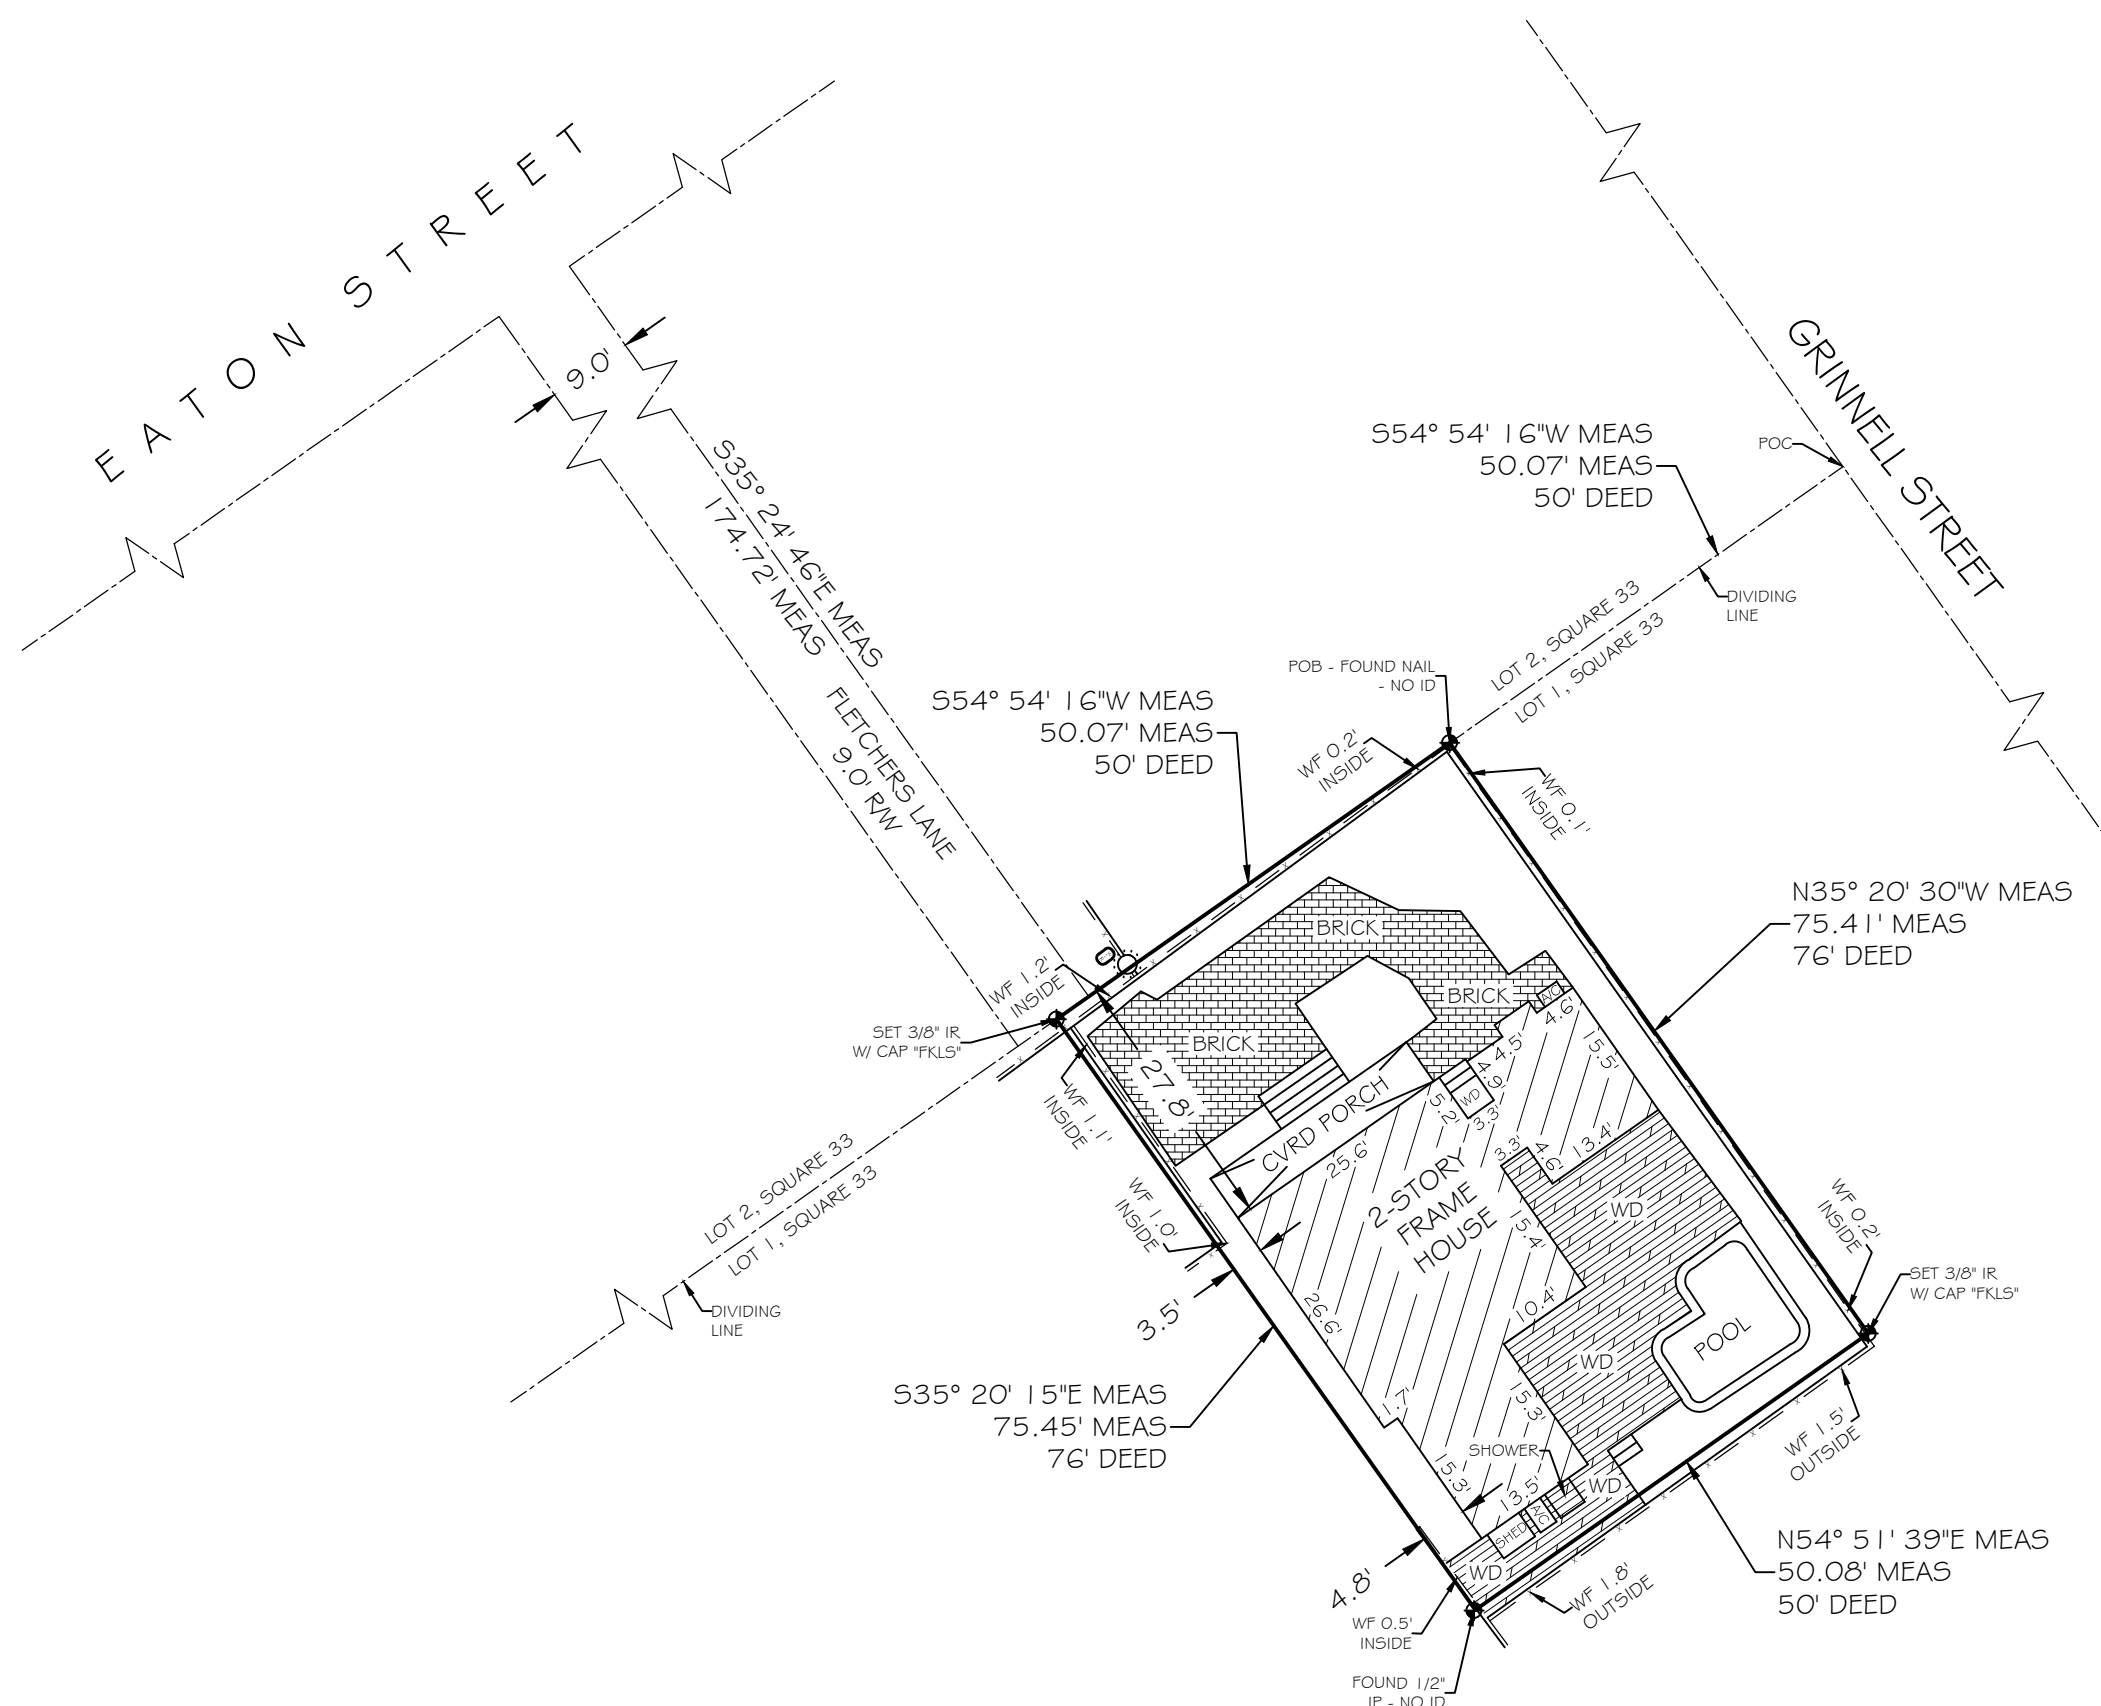 EATON STREET
9.0'
S35° 24' 46"E MEAS
174.72' MEAS
FLETCHERS LANE
9.0' R/W
GRINNELL STREET
S54° 54' 16"W MEAS
50.07' MEAS
50' DEED
POC
DIVIDING
LINE
LOT 2, SQUARE 33
LOT 1, SQUARE 33
POB - FOUND NAIL
- NO ID
S54° 54' 16"W MEAS
50.07' MEAS
50' DEED
WF 0.2'
INSIDE
WF 0.1'
INSIDE
N35° 20' 30"W MEAS
75.41' MEAS
76' DEED
BRICK
BRICK
BRICK
A/C
4.6'
WF 1.2'
INSIDE
SET 3/8" IR
W/ CAP "FKLS"
WF 1.1'
INSIDE
27.8'
CVRD PORCH
4.5'
4.9'
WD
5.2'
3.3'
15.5'
25.6'
2-STORY
FRAME
HOUSE
3.3'
4.6'
13.4'
WD
15.4'
LOT 2, SQUARE 33
LOT 1, SQUARE 33
WF 1.0'
INSIDE
WF 0.2'
INSIDE
SET 3/8" IR
W/ CAP "FKLS"
DIVIDING
LINE
3.5'
26.6'
10.4'
POOL
WD
S35° 20' 15"E MEAS
75.45' MEAS
76' DEED
1.7'
15.3'
SHOWER
15.3'
13.5'
WD
A/C
SHED
WF 1.5'
OUTSIDE
WD
4.8'
WF 1.8'
OUTSIDE
N54° 51' 39"E MEAS
50.08' MEAS
50' DEED
WF 0.5'
INSIDE
FOUND 1/2"
IP - NO ID